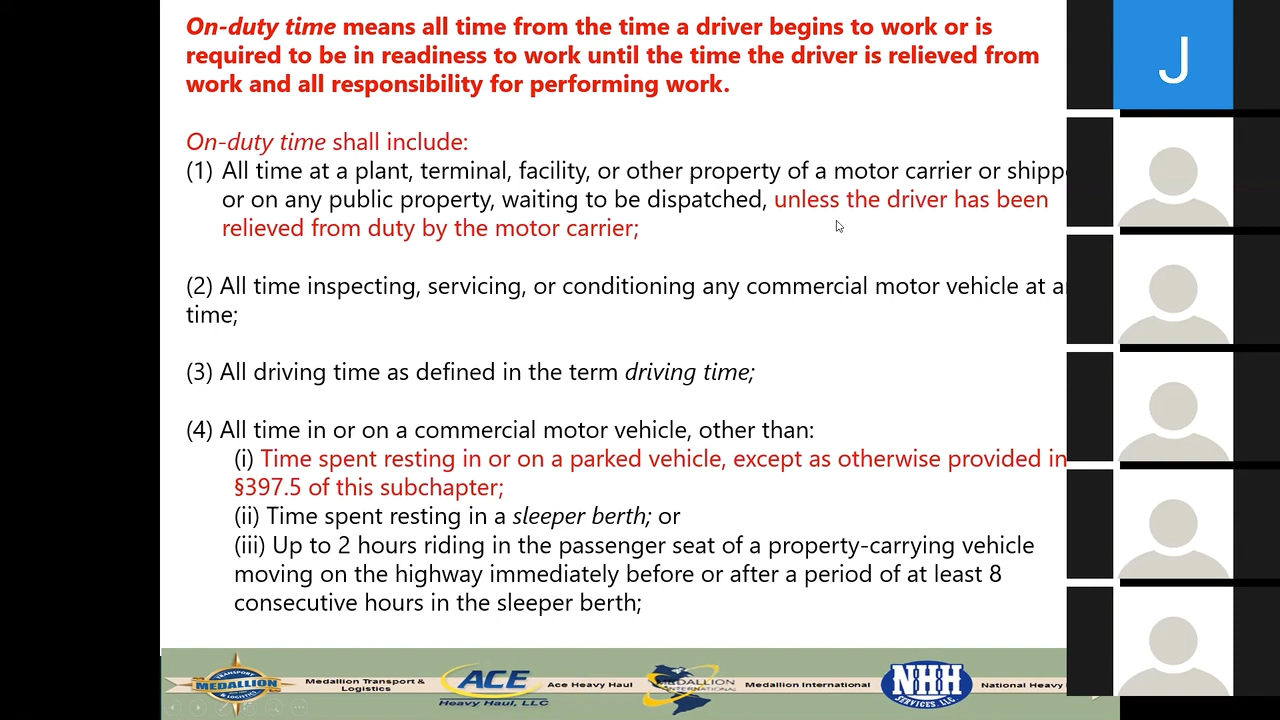 On-duty time means all time from the time a driver begins to work or is
required to be in readiness to work until the time the driver is relieved from
work and all responsibility for performing work.
On-duty time shall include:
(1) All time at a plant, terminal, facility, or other property of a motor carrier or shipp
or on any public property, waiting to be dispatched, unless the driver has been
relieved from duty by the motor carrier;
(2) All time inspecting, servicing, or conditioning any commercial motor vehicle at a
time;
(3) All driving time as defined in the term driving time;
(4) All time in or on a commercial motor vehicle, other than:
(i) Time spent resting in or on a parked vehicle, except as otherwise provided in
§397.5 of this subchapter;
(ii) Time spent resting in a sleeper berth; or
(iii) Up to 2 hours riding in the passenger seat of a property-carrying vehicle
moving on the highway immediately before or after a period of at least 8
consecutive hours in the sleeper berth;
J
TRANSPORT
MEDALLION
& LOGISTICS
Medallion Transport &
Logistics
ACE
Heavy Haul, LLC
Ace Heavy Haul
MEDALLION
INTERNATIONAL
Medallion International
NHH
SERVICES, LLC
National Heavy